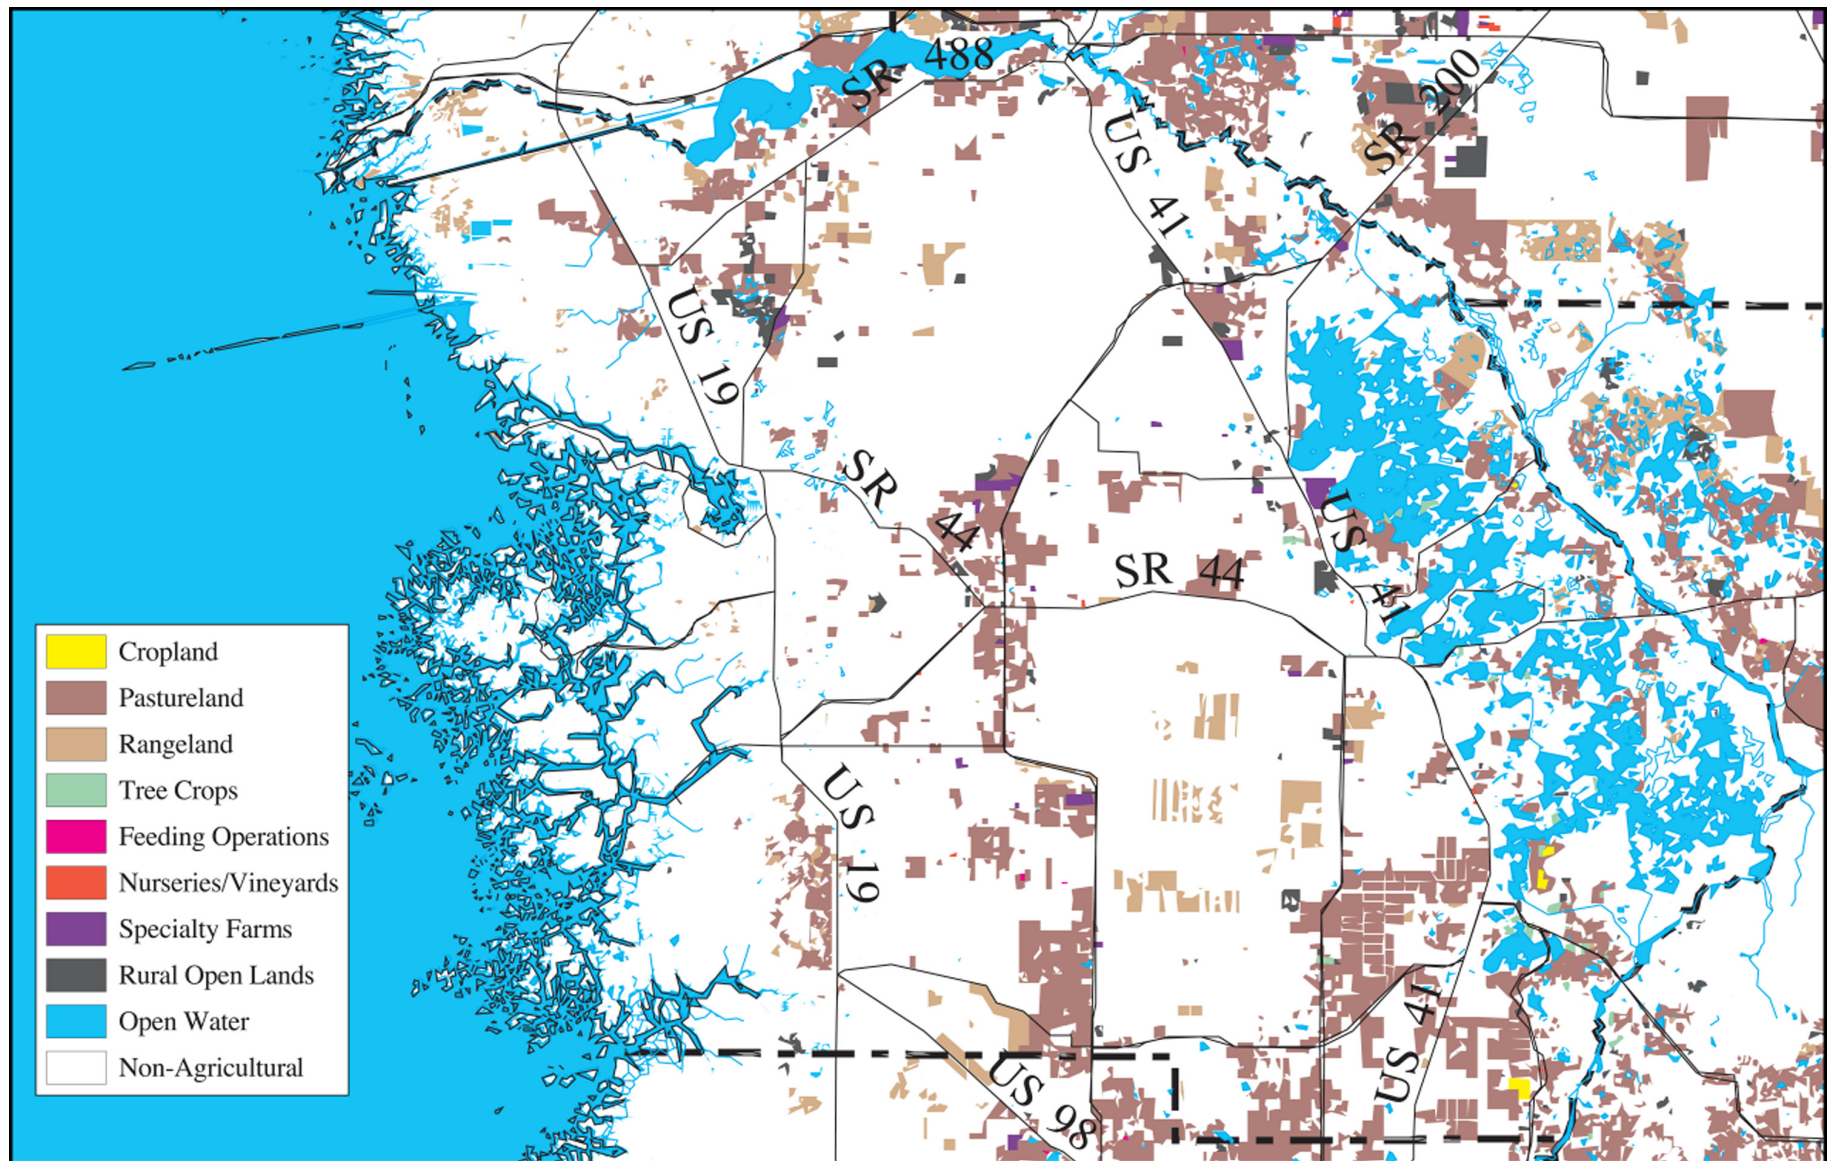 SR 488
SR 200
US 41
US 19
SR 44
US 41
SR 44
US 19
US 41
US 98
Cropland
Pastureland
Rangeland
Tree Crops
Feeding Operations
Nurseries/Vineyards
Specialty Farms
Rural Open Lands
Open Water
Non-Agricultural